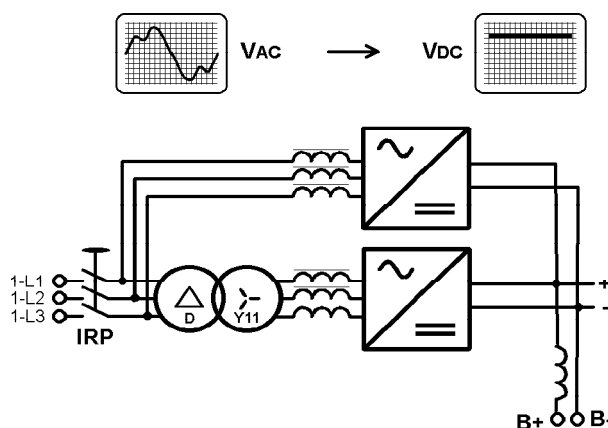 VAC VDC
1-L1
1-L2
1-L3
IRP
D
Y11
+
-
B+ B-